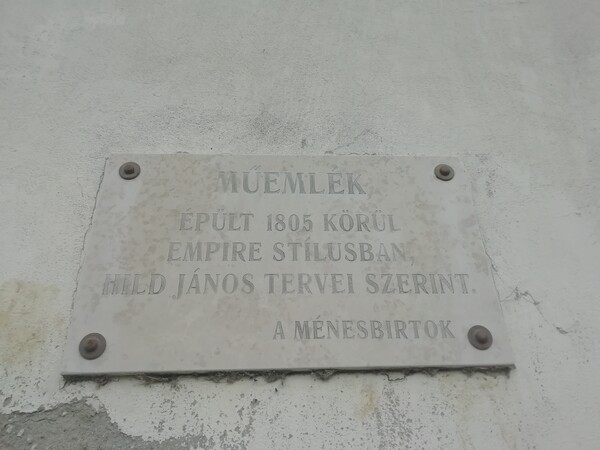 MŰEMLÉK
ÉPÜLT 1805 KÖRÜL
EMPIRE STÍLUSBAN,
HILD JÁNOS TERVEI SZERINT.
A MÉNESBIRTOK